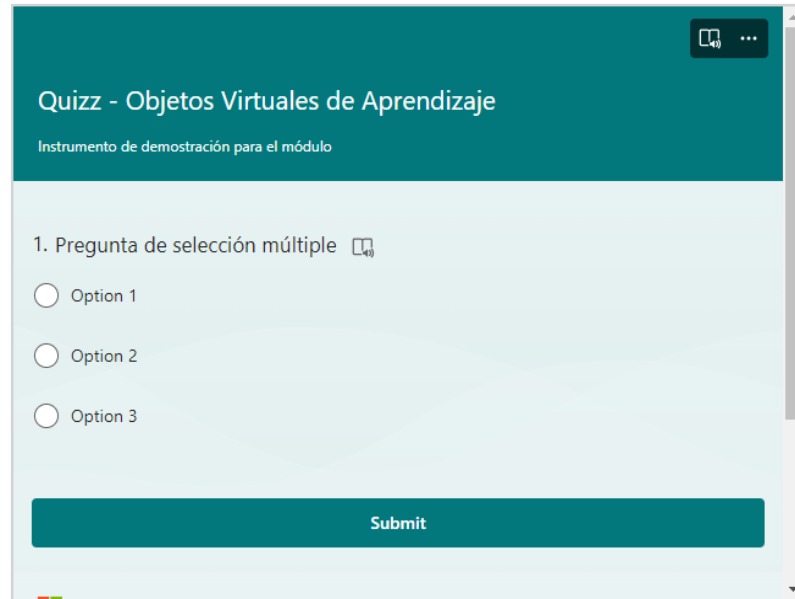 Quizz - Objetos Virtuales de Aprendizaje
Instrumento de demostración para el módulo
1. Pregunta de selección múltiple
Option 1
Option 2
Option 3
Submit